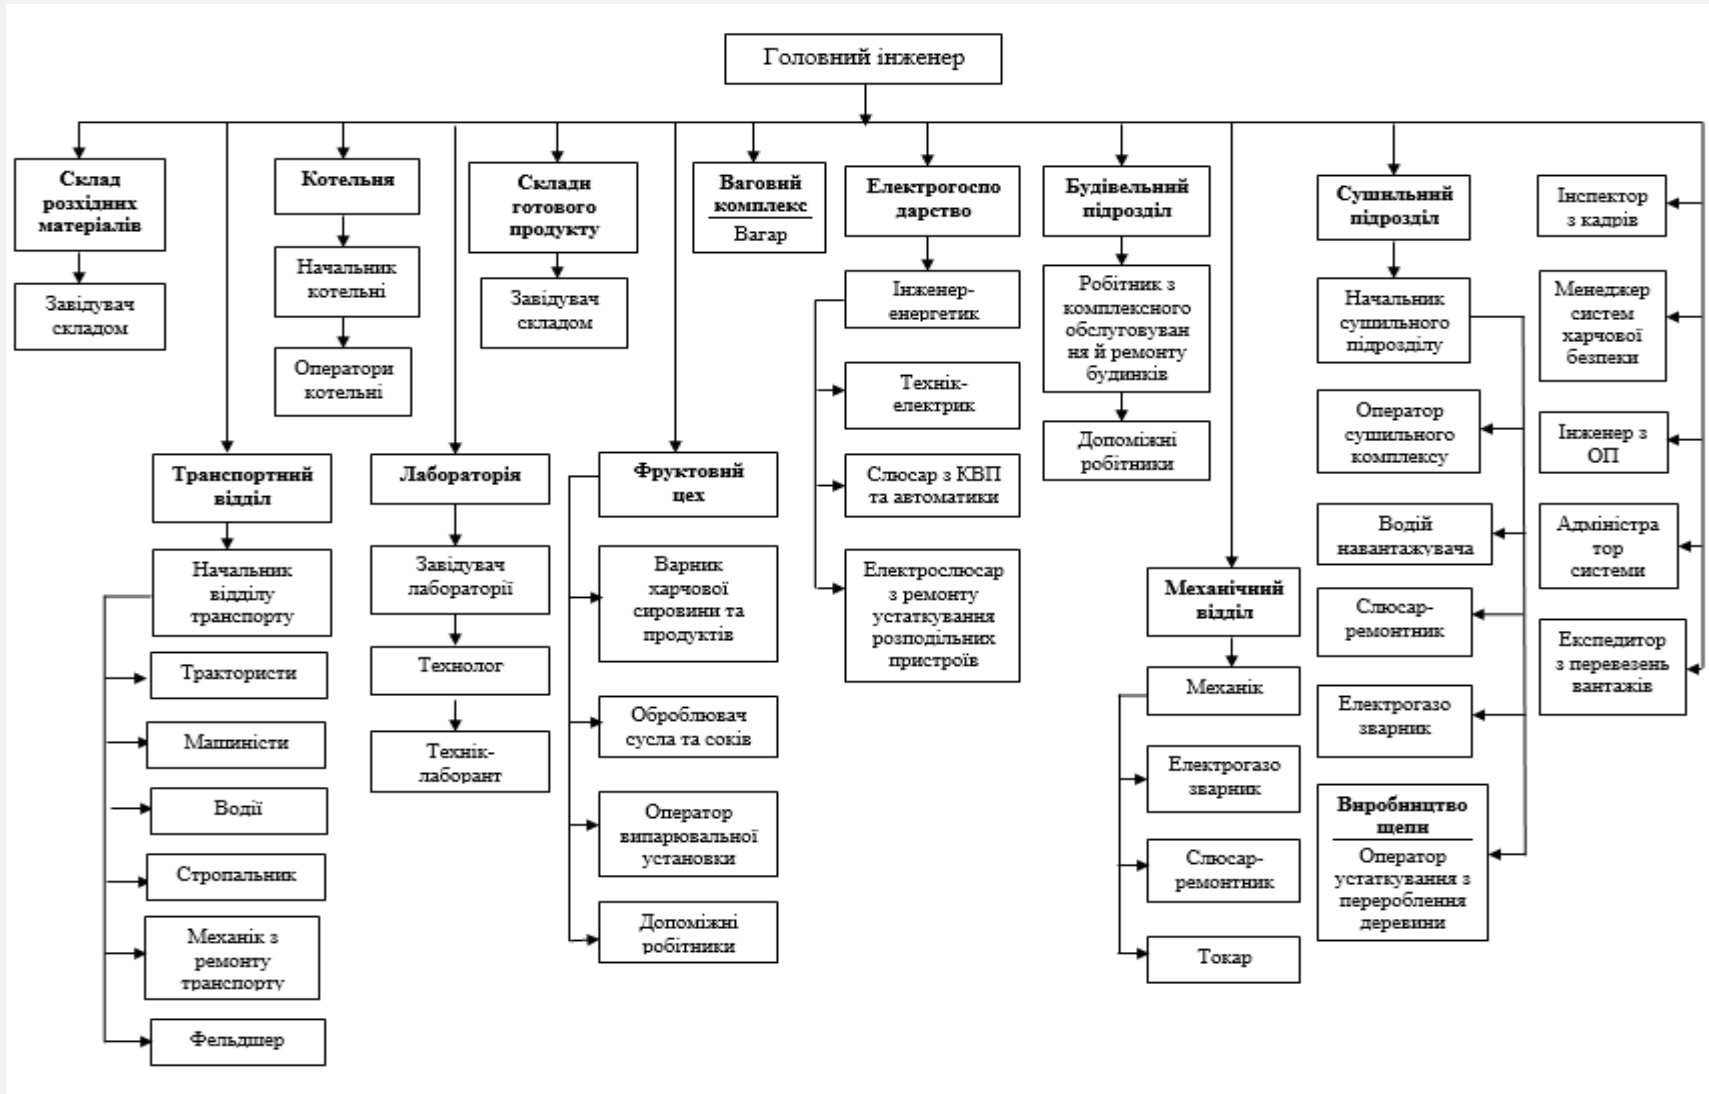 Головний інженер
Склад
розхідних
матеріалів
Завідувач
складом
Котельня
Начальник
котельні
Оператори
котельні
Склади
готового
продукту
Завідувач
складом
Ваговий
комплекс
Вагар
Електрогоспо
дарство
Інженер-
енергетик
Технік-
електрик
Слюсар з КВП
та автоматики
Електрослюсар
з ремонту
устаткування
розподільних
пристроїв
Будівельний
підрозділ
Робітник з
комплексного
обслуговуван
ня й ремонту
будинків
Допоміжні
робітники
Сушильний
підрозділ
Начальник
сушильного
підрозділу
Оператор
сушильного
комплексу
Водій
навантажувача
Слюсар-
ремонтник
Електрогазо
зварник
Виробництво
щепи
Оператор
устаткування з
перероблення
деревини
Інспектор
з кадрів
Менеджер
систем
харчової
безпеки
Інженер з
ОП
Адміністра
тор
системи
Експедитор
з перевезень
вантажів
Транспортний
відділ
Начальник
відділу
транспорту
Трактористи
Машиністи
Водії
Стропальник
Механік з
ремонту
транспорту
Фельдшер
Лабораторія
Завідувач
лабораторії
Технолог
Технік-
лаборант
Фруктовий
цех
Варник
харчової
сировини та
продуктів
Оброблювач
сусла та соків
Оператор
випарювальної
установки
Допоміжні
робітники
Механічний
відділ
Механік
Електрогазо
зварник
Слюсар-
ремонтник
Токар